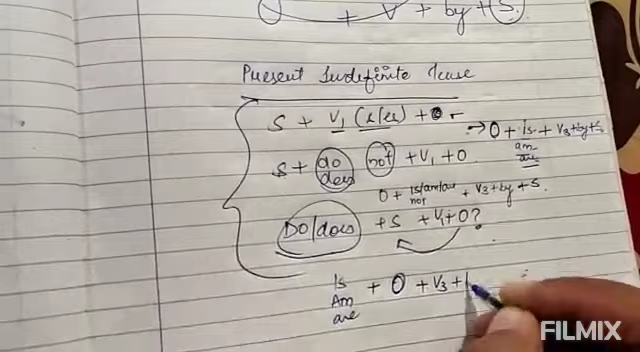 O + V + by + S
Present Indefinite Tense
S + V1 (s/es) + O
→ O + is + V3 + by + S
am
are
S + do not + V1 + O
does
O + is/am/are + V3 + by + S.
not
Do/does + S + V1 + O?
Is + O + V3 +
Am
are
FILMIX